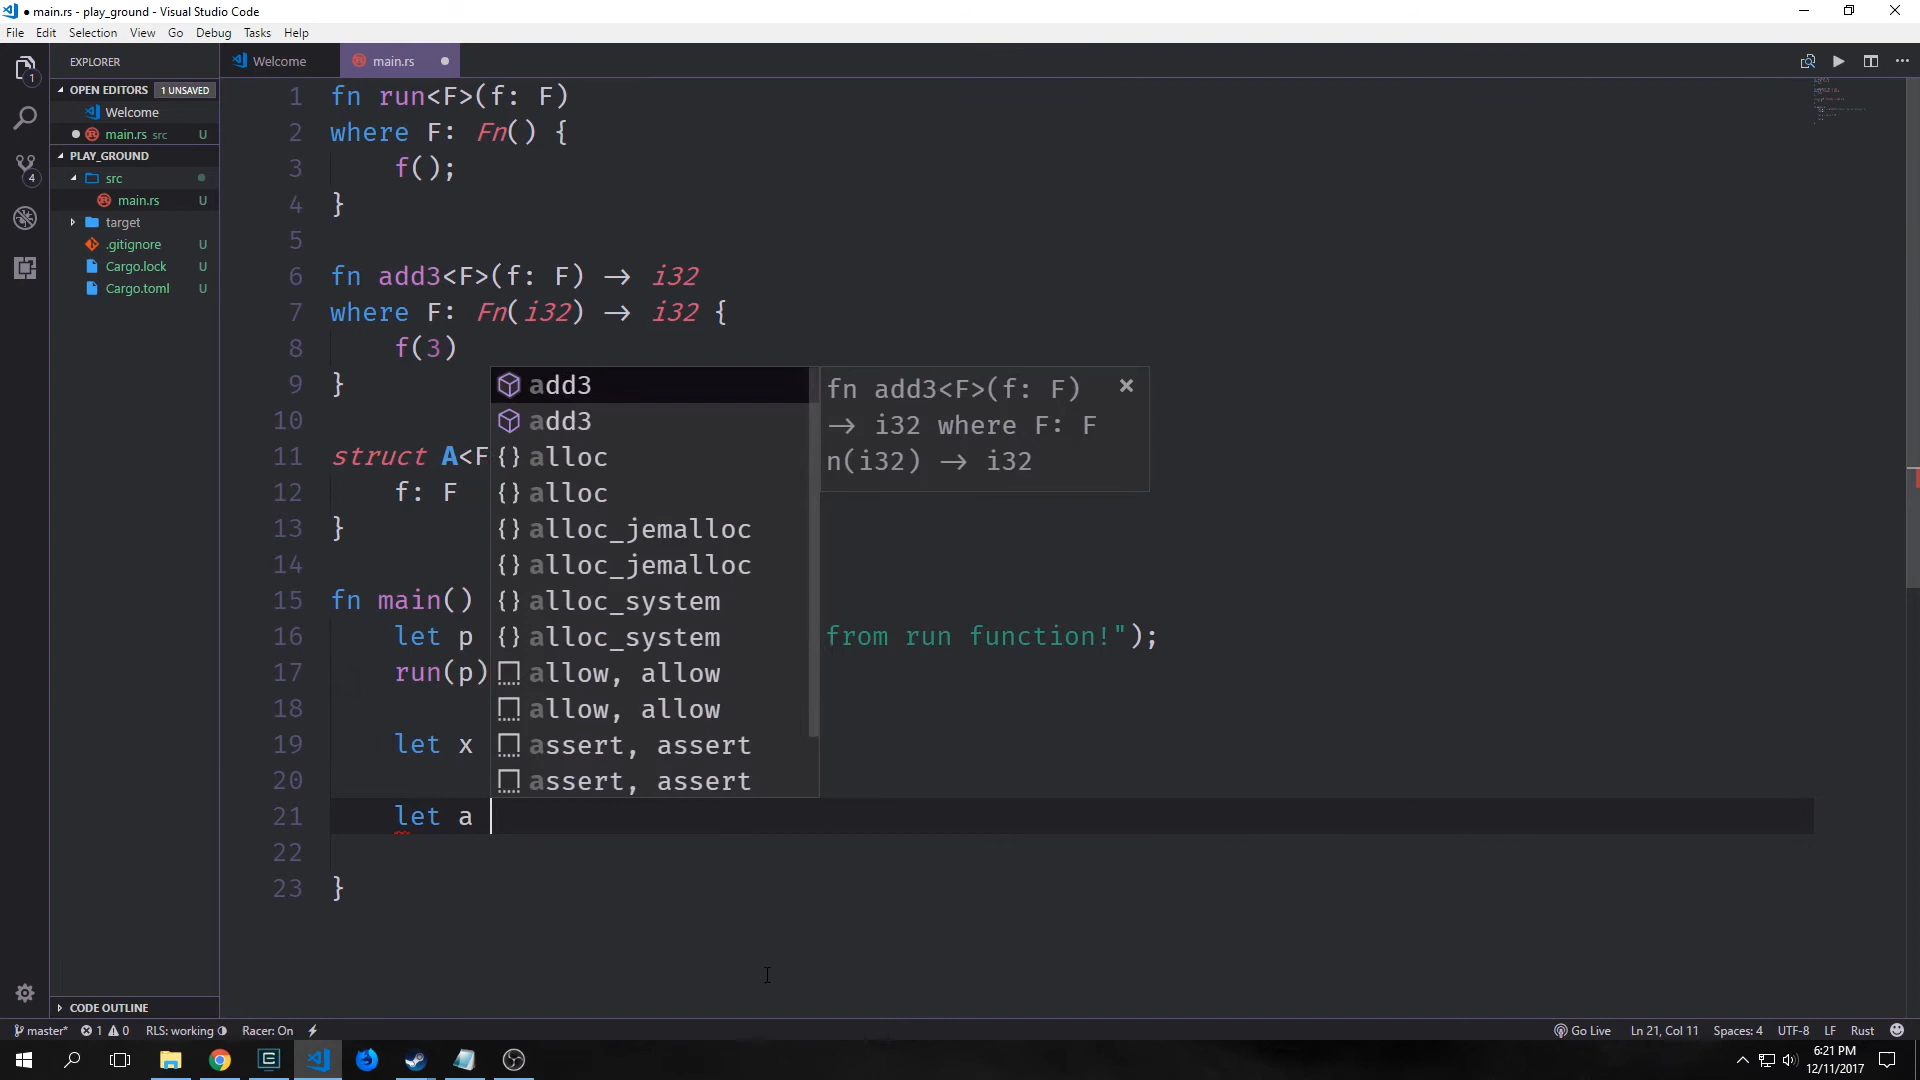 ● main.rs - play_ground - Visual Studio Code
File Edit Selection View Go Debug Tasks Help
EXPLORER
Welcome
main.rs
OPEN EDITORS 1 UNSAVED
Welcome
main.rs src U
PLAY_GROUND
src
main.rs U
target
.gitignore U
Cargo.lock U
Cargo.toml U
1
4
1 fn run<F>(f: F)
2 where F: Fn() {
3 f();
4 }
5
6 fn add3<F>(f: F) → i32
7 where F: Fn(i32) → i32 {
8 f(3)
9 }
10
11 struct A<F
12 f: F
13 }
14
15 fn main()
16 let p from run function!");
17 run(p)
18
19 let x
20
21 let a
22
23 }
add3
add3
{} alloc
{} alloc
{} alloc_jemalloc
{} alloc_jemalloc
{} alloc_system
{} alloc_system
allow, allow
allow, allow
assert, assert
assert, assert
fn add3<F>(f: F)
→ i32 where F: F
n(i32) → i32
CODE OUTLINE
master* 1 0 RLS: working Racer: On Go Live Ln 21, Col 11 Spaces: 4 UTF-8 LF Rust
6:21 PM
12/11/2017